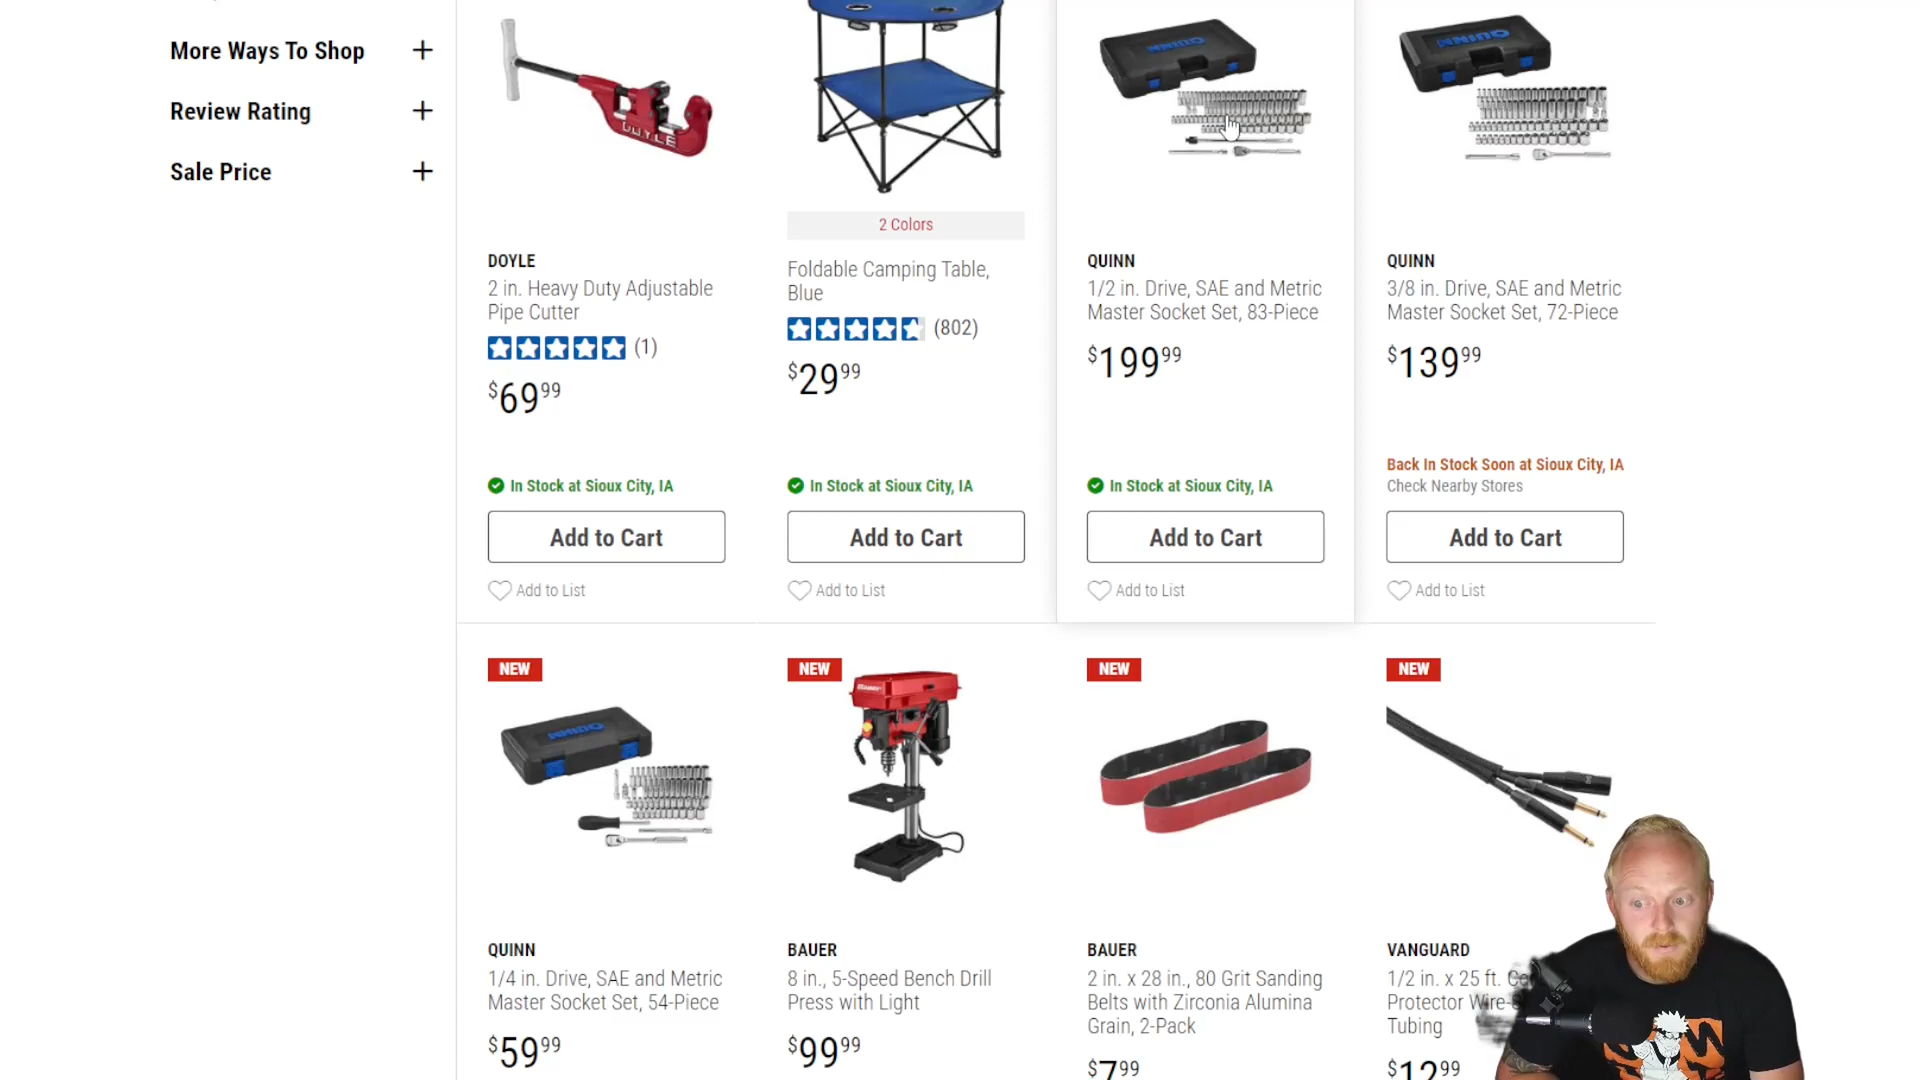 More Ways To Shop
Review Rating
Sale Price
DOYLE
QUINN
QUINN
2 Colors
DOYLE
2 in. Heavy Duty Adjustable
Pipe Cutter
(1)
$69 99
Foldable Camping Table,
Blue
(802)
$29 99
QUINN
1/2 in. Drive, SAE and Metric
Master Socket Set, 83-Piece
$199 99
QUINN
3/8 in. Drive, SAE and Metric
Master Socket Set, 72-Piece
$139 99
In Stock at Sioux City, IA
Add to Cart
Add to List
In Stock at Sioux City, IA
Add to Cart
Add to List
In Stock at Sioux City, IA
Add to Cart
Add to List
Back In Stock Soon at Sioux City, IA
Check Nearby Stores
Add to Cart
Add to List
NEW
QUINN
QUINN
1/4 in. Drive, SAE and Metric
Master Socket Set, 54-Piece
$59 99
NEW
BAUER
8 in., 5-Speed Bench Drill
Press with Light
$99 99
NEW
BAUER
2 in. x 28 in., 80 Grit Sanding
Belts with Zirconia Alumina
Grain, 2-Pack
$7 99
NEW
VANGUARD
1/2 in. x 25 ft.
Protector
Tubing
$12 99